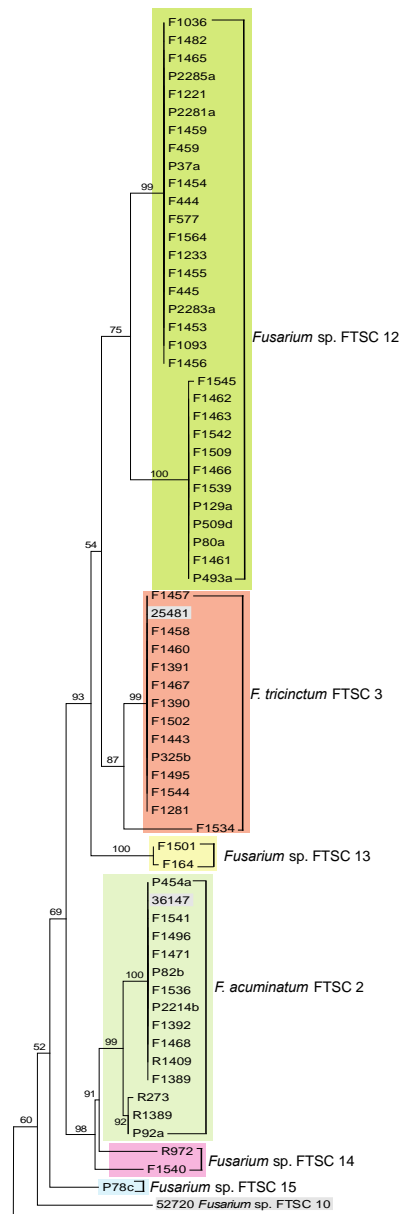 F1036
F1482
F1465
P2285a
F1221
P2281a
F1459
F459
P37a
99
F1454
F444
F577
F1564
F1233
F1455
F445
P2283a
F1453
75
Fusarium sp. FTSC 12
F1093
F1456
F1545
F1462
F1463
F1542
F1509
F1466
100
F1539
P129a
P509d
P80a
54
F1461
P493a
F1457
25481
F1458
F1460
F1391
F1467
93
99
F. tricinctum FTSC 3
F1390
F1502
F1443
P325b
87
F1495
F1544
F1281
F1534
F1501
100
Fusarium sp. FTSC 13
F164
P454a
36147
69
F1541
F1496
F1471
P82b
100
F. acuminatum FTSC 2
F1536
P2214b
F1392
F1468
52
R1409
99
F1389
R273
91
R1389
92
60
98
P92a
R972
Fusarium sp. FTSC 14
F1540
P78c
Fusarium sp. FTSC 15
52720 Fusarium sp. FTSC 10